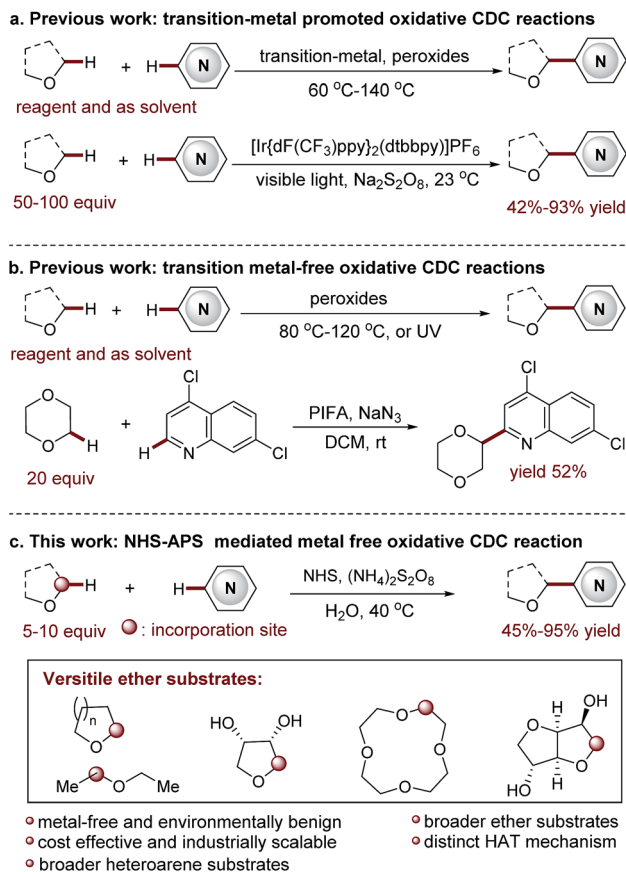 a. Previous work: transition-metal promoted oxidative CDC reactions
O H + H N transition-metal, peroxides O N
60 °C-140 °C
reagent and as solvent
O H + H N [Ir{dF(CF3)ppy}2(dtbbpy)]PF6 O N
visible light, Na2S2O8, 23 °C
50-100 equiv 42%-93% yield
b. Previous work: transition metal-free oxidative CDC reactions
O H + H N peroxides O N
80 °C-120 °C, or UV
reagent and as solvent
Cl Cl
O O H + H N Cl PIFA, NaN3 O O N Cl
DCM, rt
20 equiv yield 52%
c. This work: NHS-APS mediated metal free oxidative CDC reaction
O H + H N NHS, (NH4)2S2O8 O N
H2O, 40 °C
5-10 equiv : incorporation site 45%-95% yield
Versitile ether substrates:
( ) n O HO OH O O O O O O H OH O
Me O Me HO H
metal-free and environmentally benign
cost effective and industrially scalable
broader heteroarene substrates
broader ether substrates
distinct HAT mechanism